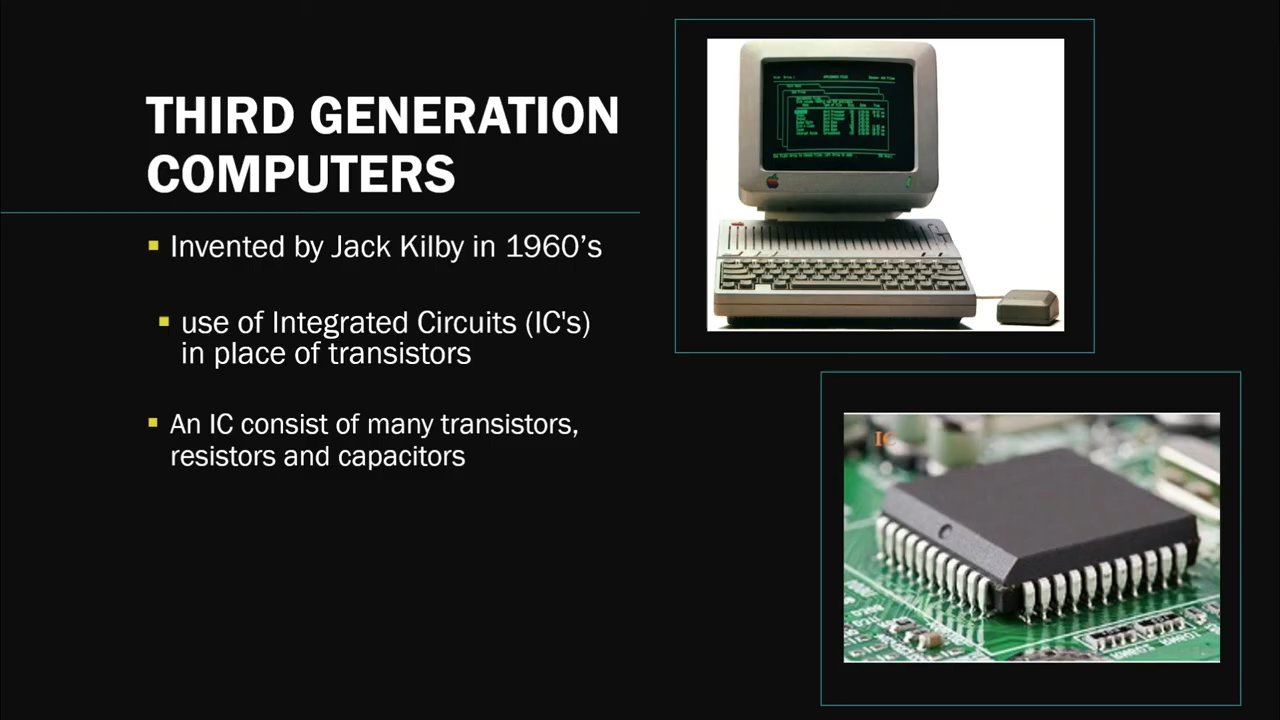 THIRD GENERATION
COMPUTERS
Invented by Jack Kilby in 1960’s
use of Integrated Circuits (IC's)
in place of transistors
An IC consist of many transistors,
resistors and capacitors
IC